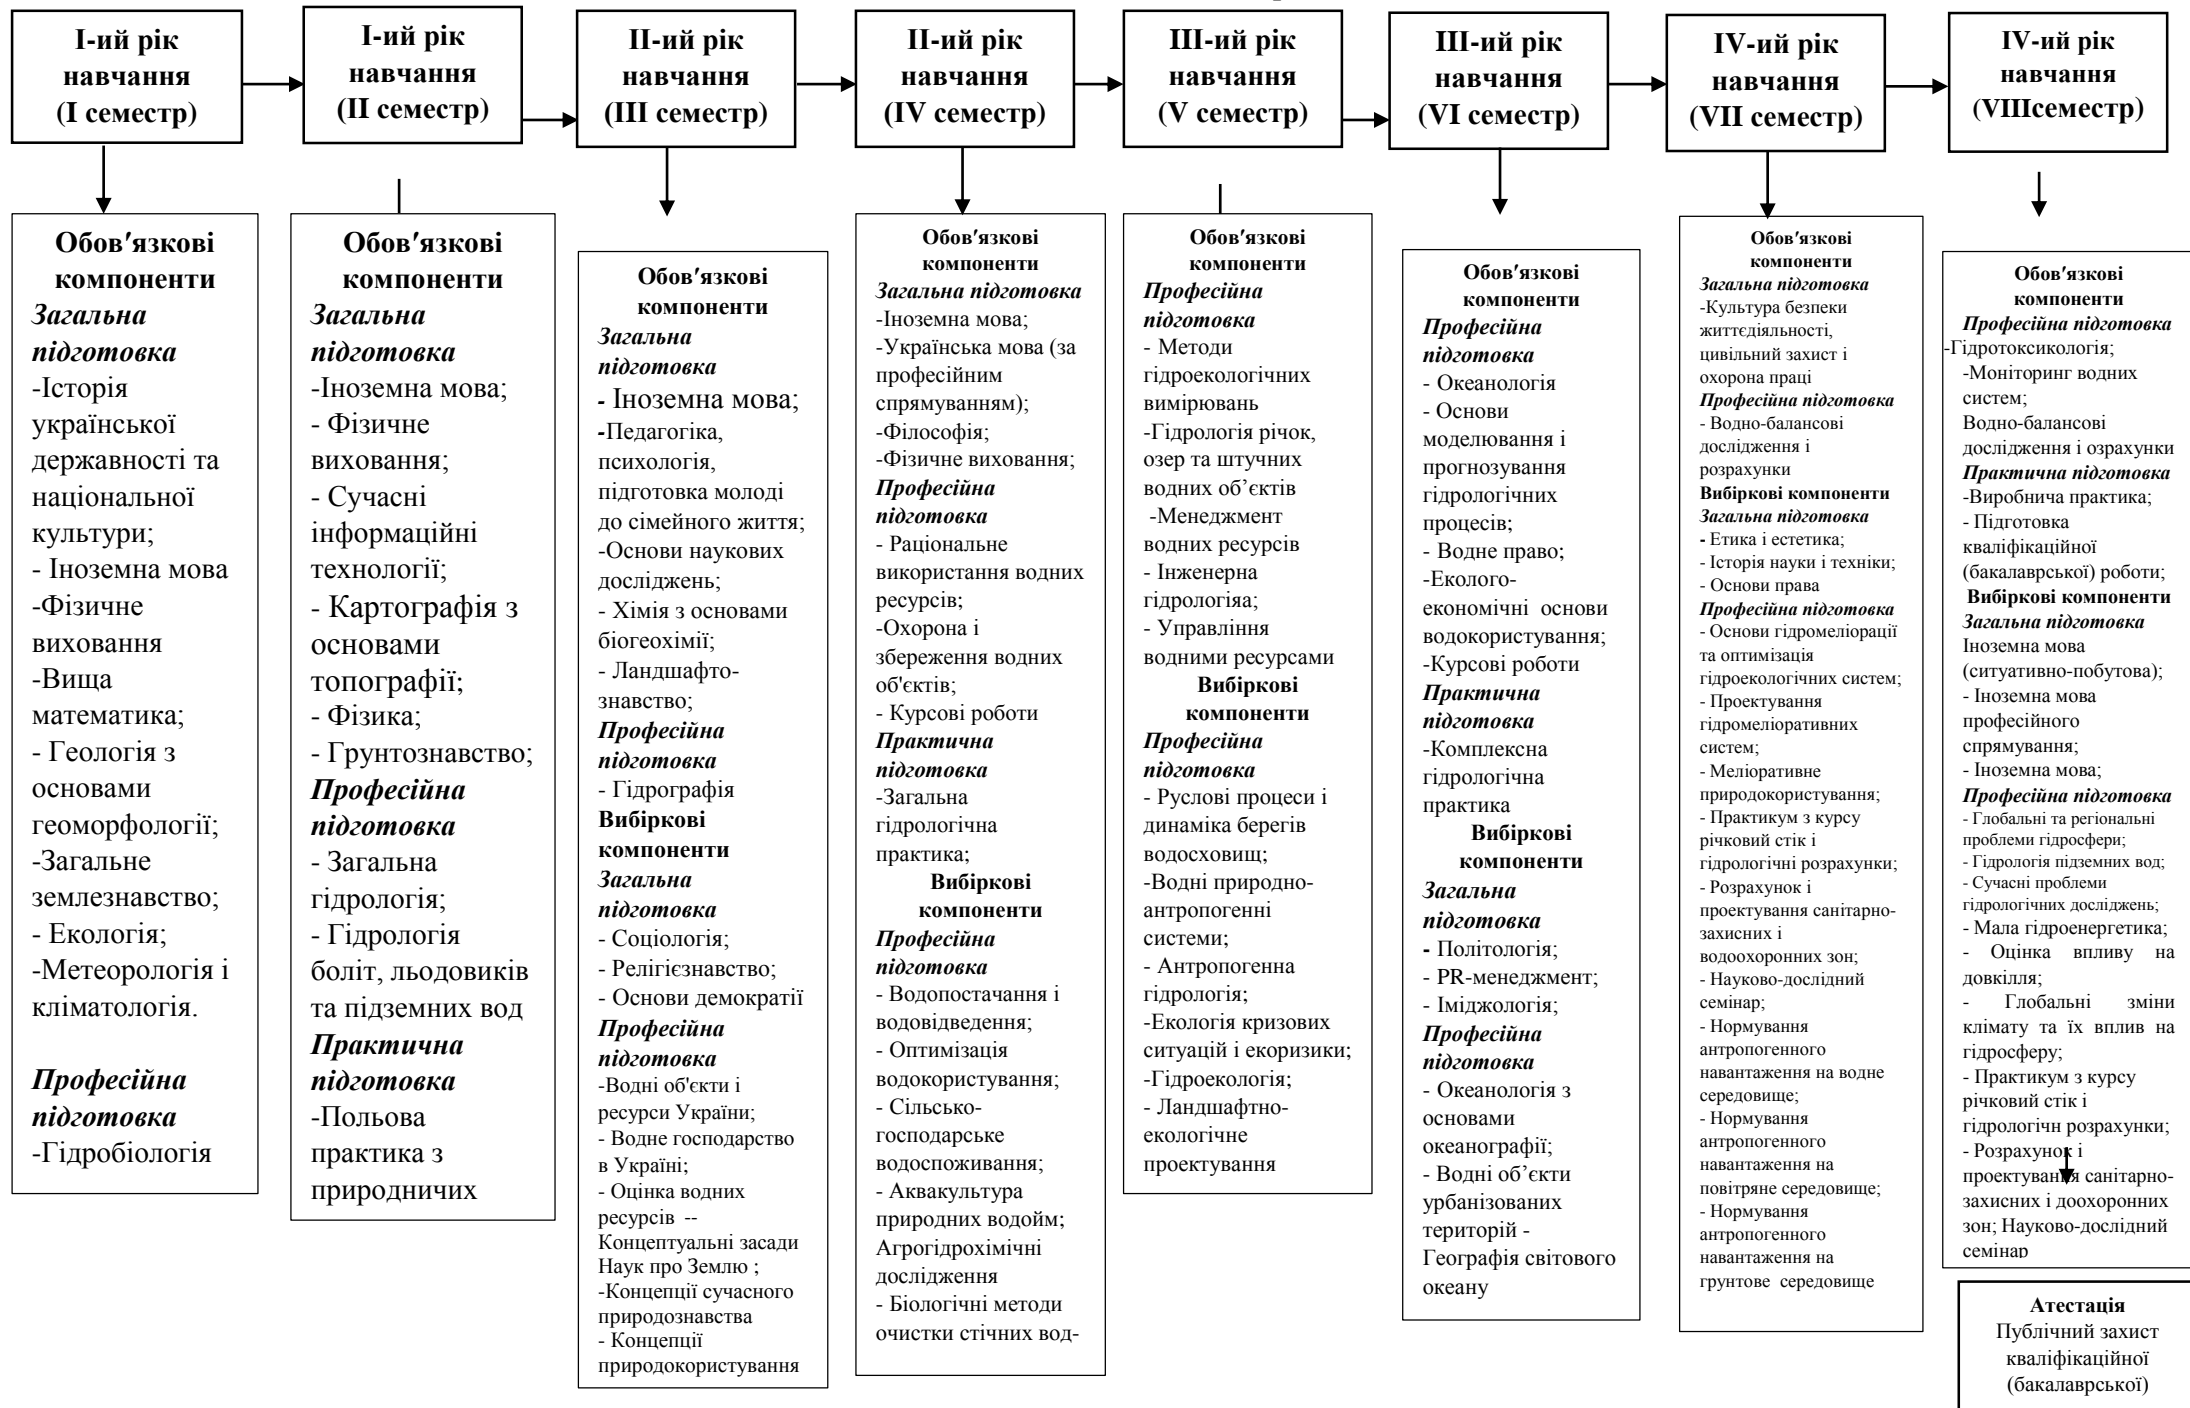 І-ий рік
навчання
(І семестр)
І-ий рік
навчання
(ІІ семестр)
ІІ-ий рік
навчання
(ІІІ семестр)
ІІ-ий рік
навчання
(ІV семестр)
ІІІ-ий рік
навчання
(V семестр)
ІІІ-ий рік
навчання
(VІ семестр)
ІV-ий рік
навчання
(VІІ семестр)
ІV-ий рік
навчання
(VІІІсеместр)
Обов'язкові
компоненти
Загальна
підготовка
-Історія
української
державності та
національної
культури;
- Іноземна мова
-Фізичне
виховання
-Вища
математика;
- Геологія з
основами
геоморфології;
-Загальне
землезнавство;
- Екологія;
-Метеорологія і
кліматологія.
Професійна
підготовка
-Гідробіологія
Обов'язкові
компоненти
Загальна
підготовка
-Іноземна мова;
- Фізичне
виховання;
- Сучасні
інформаційні
технології;
- Картографія з
основами
топографії;
- Фізика;
- Грунтознавство;
Професійна
підготовка
- Загальна
гідрологія;
- Гідрологія
боліт, льодовиків
та підземних вод
Практична
підготовка
-Польова
практика з
природничих
Обов'язкові
компоненти
Загальна
підготовка
- Іноземна мова;
-Педагогіка,
психологія,
підготовка молоді
до сімейного життя;
-Основи наукових
досліджень;
- Хімія з основами
біогеохімії;
- Ландшафто-
знавство;
Професійна
підготовка
- Гідрографія
Вибіркові
компоненти
Загальна
підготовка
- Соціологія;
- Релігієзнавство;
- Основи демократії
Професійна
підготовка
-Водні об'єкти і
ресурси України;
- Водне господарство
в Україні;
- Оцінка водних
ресурсів --
Концептуальні засади
Наук про Землю ;
-Концепції сучасного
природознавства
- Концепції
природокористування
Обов'язкові
компоненти
Загальна підготовка
-Іноземна мова;
-Українська мова (за
професійним
спрямуванням);
-Філософія;
-Фізичне виховання;
Професійна
підготовка
- Раціональне
використання водних
ресурсів;
-Охорона і
збереження водних
об'єктів;
- Курсові роботи
Практична
підготовка
-Загальна
гідрологічна
практика;
Вибіркові
компоненти
Професійна
підготовка
- Водопостачання і
водовідведення;
- Оптимізація
водокористування;
- Сільсько-
господарське
водоспоживання;
- Аквакультура
природних водойм;
Агрогідрохімічні
дослідження
- Біологічні методи
очистки стічних вод-
Обов'язкові
компоненти
Професійна
підготовка
- Методи
гідроекологічних
вимірювань
-Гідрологія річок,
озер та штучних
водних об’єктів
-Менеджмент
водних ресурсів
- Інженерна
гідрологіяа;
- Управління
водними ресурсами
Вибіркові
компоненти
Професійна
підготовка
- Руслові процеси і
динаміка берегів
водосховищ;
-Водні природно-
антропогенні
системи;
- Антропогенна
гідрологія;
-Екологія кризових
ситуацій і екоризики;
-Гідроекологія;
- Ландшафтно-
екологічне
проектування
Обов'язкові
компоненти
Професійна
підготовка
- Океанологія
- Основи
моделювання і
прогнозування
гідрологічних
процесів;
- Водне право;
-Еколого-
економічні основи
водокористування;
-Курсові роботи
Практична
підготовка
-Комплексна
гідрологічна
практика
Вибіркові
компоненти
Загальна
підготовка
- Політологія;
- PR-менеджмент;
- Іміджологія;
Професійна
підготовка
- Океанологія з
основами
океанографії;
- Водні об’єкти
урбанізованих
територій -
Географія світового
океану
Обов'язкові
компоненти
Загальна підготовка
-Культура безпеки
життєдіяльності,
цивільний захист і
охорона праці
Професійна підготовка
- Водно-балансові
дослідження і
розрахунки
Вибіркові компоненти
Загальна підготовка
- Етика і естетика;
- Історія науки і техніки;
- Основи права
Професійна підготовка
- Основи гідромеліорації
та оптимізація
гідроекологічних систем;
- Проектування
гідромеліоративних
систем;
- Меліоративне
природокористування;
- Практикум з курсу
річковий стік і
гідрологічні розрахунки;
- Розрахунок і
проектування санітарно-
захисних і
водоохоронних зон;
- Науково-дослідний
семінар;
- Нормування
антропогенного
навантаження на водне
середовище;
- Нормування
антропогенного
навантаження на
повітряне середовище;
- Нормування
антропогенного
навантаження на
грунтове середовище
Обов'язкові
компоненти
Професійна підготовка
-Гідротоксикологія;
-Моніторинг водних
систем;
Водно-балансові
дослідження і озрахунки
Практична підготовка
-Виробнича практика;
- Підготовка
кваліфікаційної
(бакалаврської) роботи;
Вибіркові компоненти
Загальна підготовка
Іноземна мова
(ситуативно-побутова);
- Іноземна мова
професійного
спрямування;
- Іноземна мова;
Професійна підготовка
- Глобальні та регіональні
проблеми гідросфери;
- Гідрологія підземних вод;
- Сучасні проблеми
гідрологічних досліджень;
- Мала гідроенергетика;
- Оцінка впливу на
довкілля;
- Глобальні зміни
клімату та їх вплив на
гідросферу;
- Практикум з курсу
річковий стік і
гідрологічн розрахунки;
- Розрахунок і
проектування санітарно-
захисних і доохоронних
зон; Науково-дослідний
семінар
Атестація
Публічний захист
кваліфікаційної
(бакалаврської)